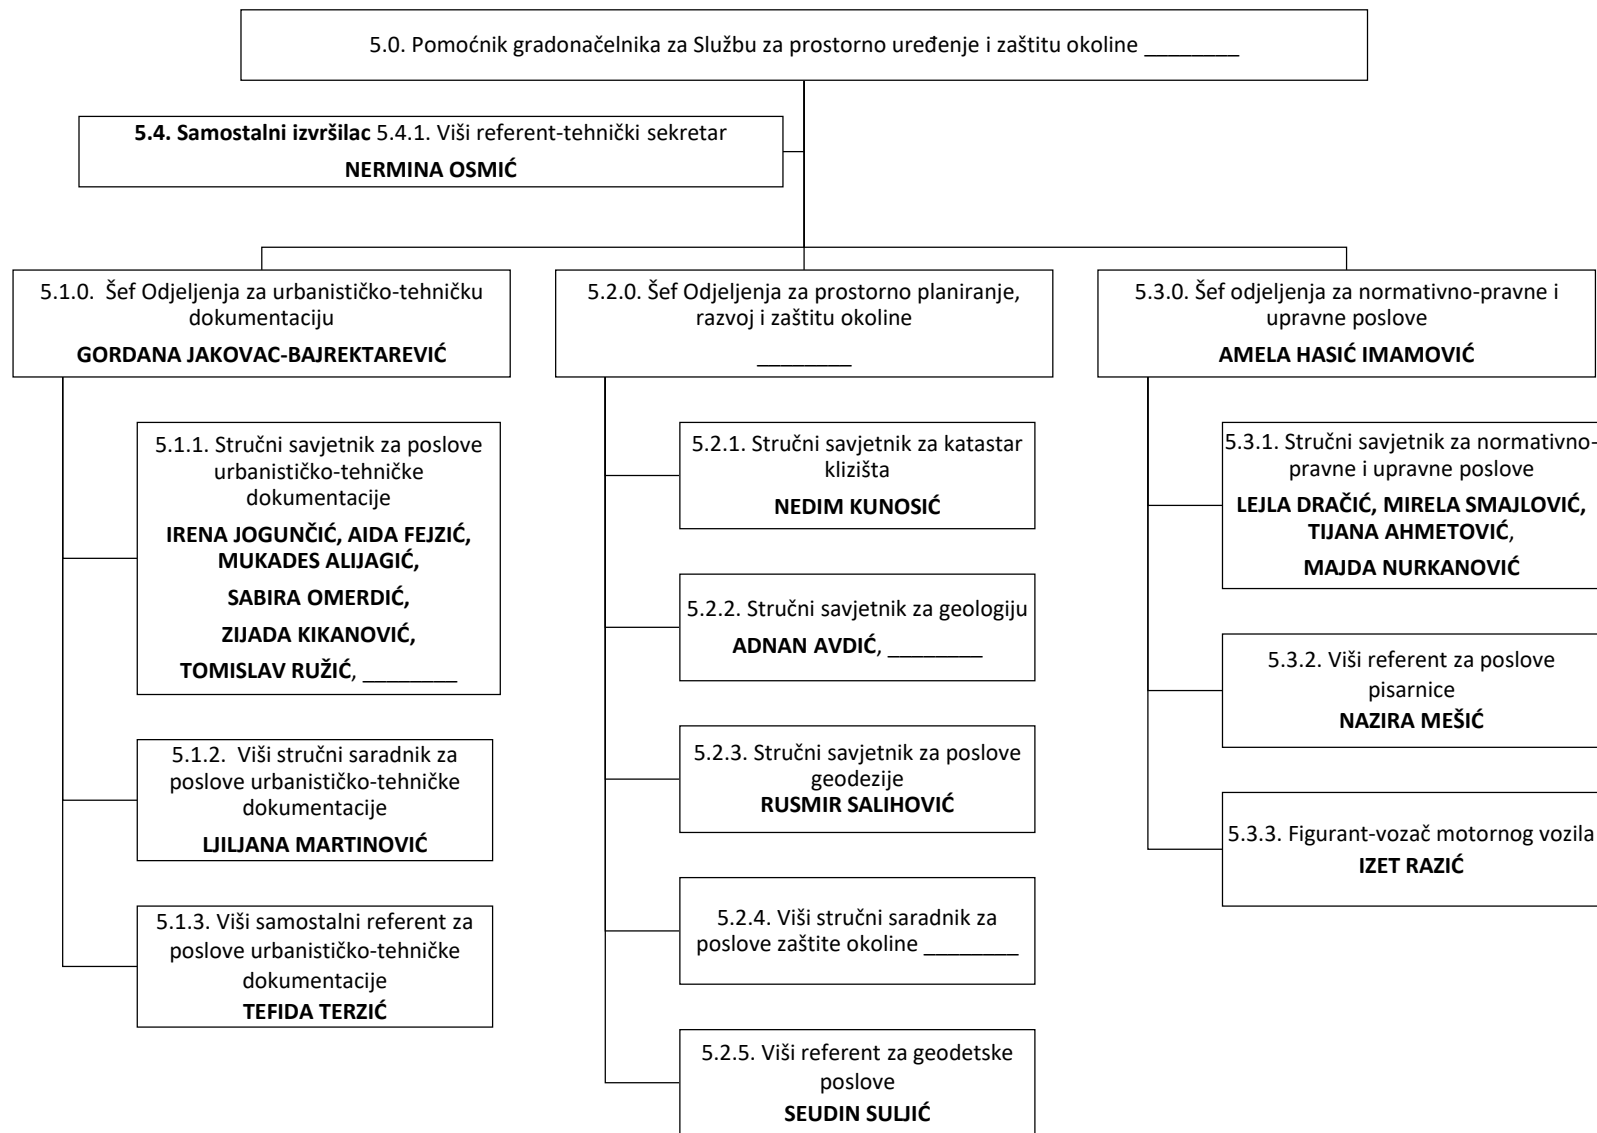 5.0. Pomoćnik gradonačelnika za Službu za prostorno uređenje i zaštitu okoline ________
5.4. Samostalni izvršilac 5.4.1. Viši referent-tehnički sekretar
NERMINA OSMIĆ
5.1.0. Šef Odjeljenja za urbanističko-tehničku
dokumentaciju
GORDANA JAKOVAC-BAJREKTAREVIĆ
5.1.1. Stručni savjetnik za poslove
urbanističko-tehničke
dokumentacije
IRENA JOGUNČIĆ, AIDA FEJZIĆ,
MUKADES ALIJAGIĆ,
SABIRA OMERDIĆ,
ZIJADA KIKANOVIĆ,
TOMISLAV RUŽIĆ, ________
5.1.2. Viši stručni saradnik za
poslove urbanističko-tehničke
dokumentacije
LJILJANA MARTINOVIĆ
5.1.3. Viši samostalni referent za
poslove urbanističko-tehničke
dokumentacije
TEFIDA TERZIĆ
5.2.0. Šef Odjeljenja za prostorno planiranje,
razvoj i zaštitu okoline
________
5.2.1. Stručni savjetnik za katastar
klizišta
NEDIM KUNOSIĆ
5.2.2. Stručni savjetnik za geologiju
ADNAN AVDIĆ, ________
5.2.3. Stručni savjetnik za poslove
geodezije
RUSMIR SALIHOVIĆ
5.2.4. Viši stručni saradnik za
poslove zaštite okoline ________
5.2.5. Viši referent za geodetske
poslove
SEUDIN SULJIĆ
5.3.0. Šef odjeljenja za normativno-pravne i
upravne poslove
AMELA HASIĆ IMAMOVIĆ
5.3.1. Stručni savjetnik za normativno-
pravne i upravne poslove
LEJLA DRAČIĆ, MIRELA SMAJLOVIĆ,
TIJANA AHMETOVIĆ,
MAJDA NURKANOVIĆ
5.3.2. Viši referent za poslove
pisarnice
NAZIRA MEŠIĆ
5.3.3. Figurant-vozač motornog vozila
IZET RAZIĆ